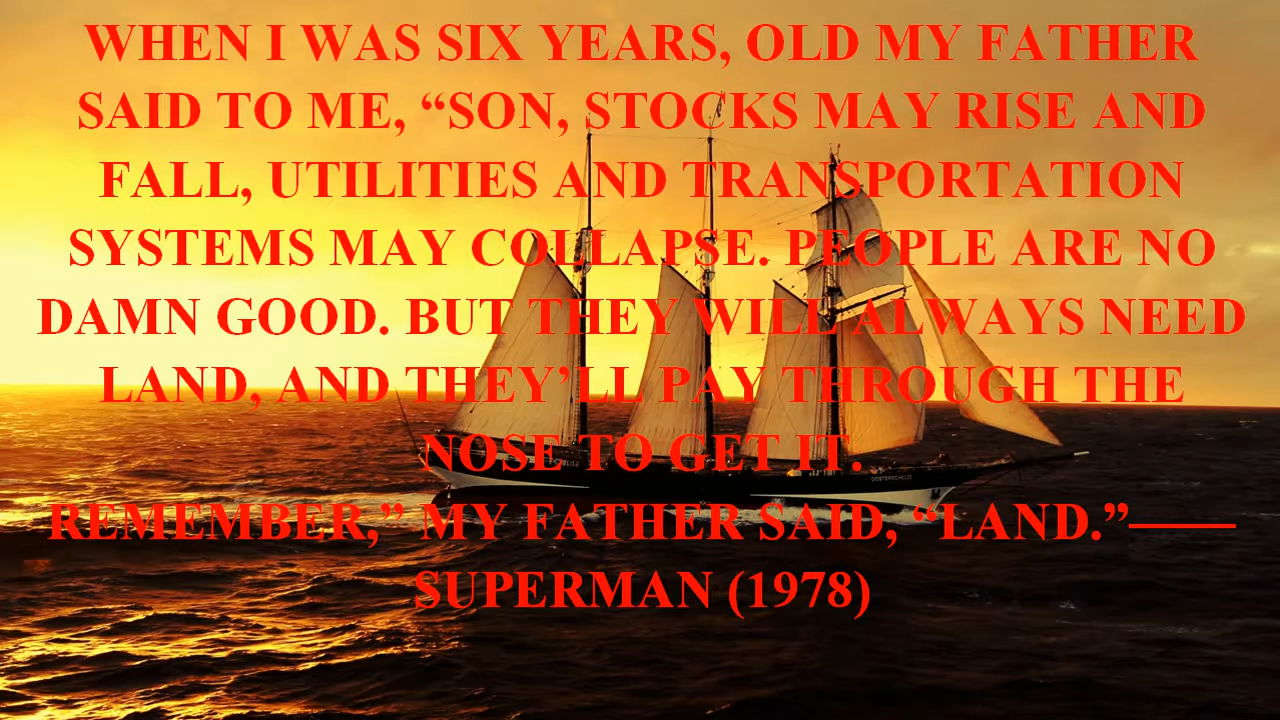 WHEN I WAS SIX YEARS, OLD MY FATHER
SAID TO ME, “SON, STOCKS MAY RISE AND
FALL, UTILITIES AND TRANSPORTATION
SYSTEMS MAY COLLAPSE. PEOPLE ARE NO
DAMN GOOD. BUT THEY WILL ALWAYS NEED
LAND, AND THEY’LL PAY THROUGH THE
NOSE TO GET IT.
REMEMBER,” MY FATHER SAID, “LAND.”——
SUPERMAN (1978)
OOSTERSCHELDE